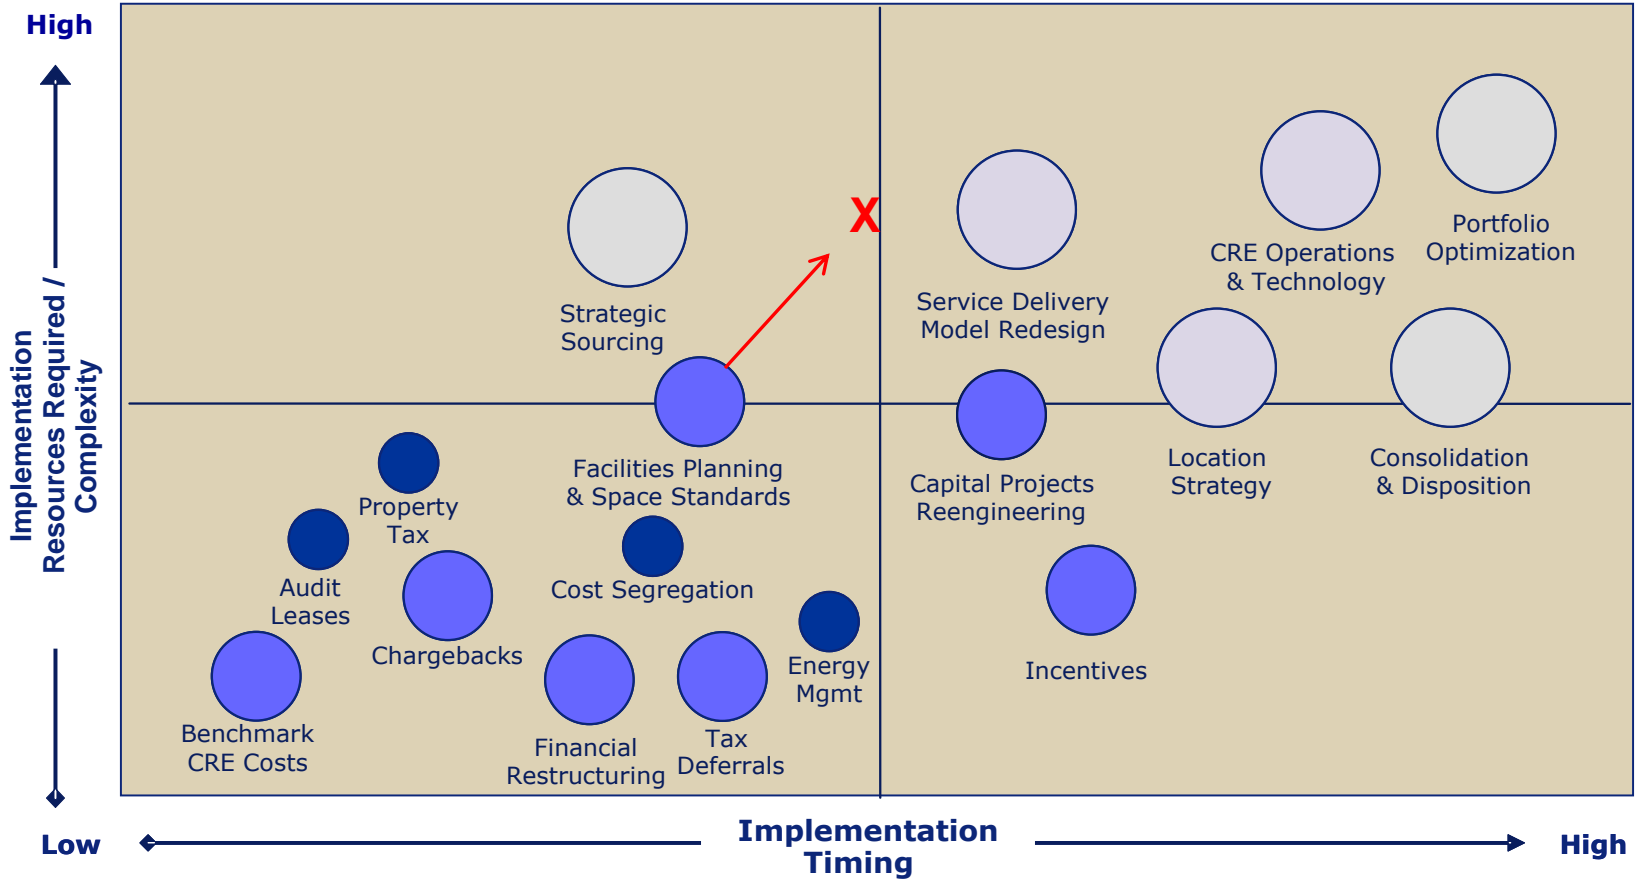 High
Implementation
Resources Required /
Complexity
X
Strategic
Sourcing
Service Delivery
Model Redesign
CRE Operations
& Technology
Portfolio
Optimization
Facilities Planning
& Space Standards
Capital Projects
Reengineering
Location
Strategy
Consolidation
& Disposition
Property
Tax
Audit
Leases
Chargebacks
Cost Segregation
Energy
Mgmt
Incentives
Benchmark
CRE Costs
Financial
Restructuring
Tax
Deferrals
Low
Implementation
Timing
High